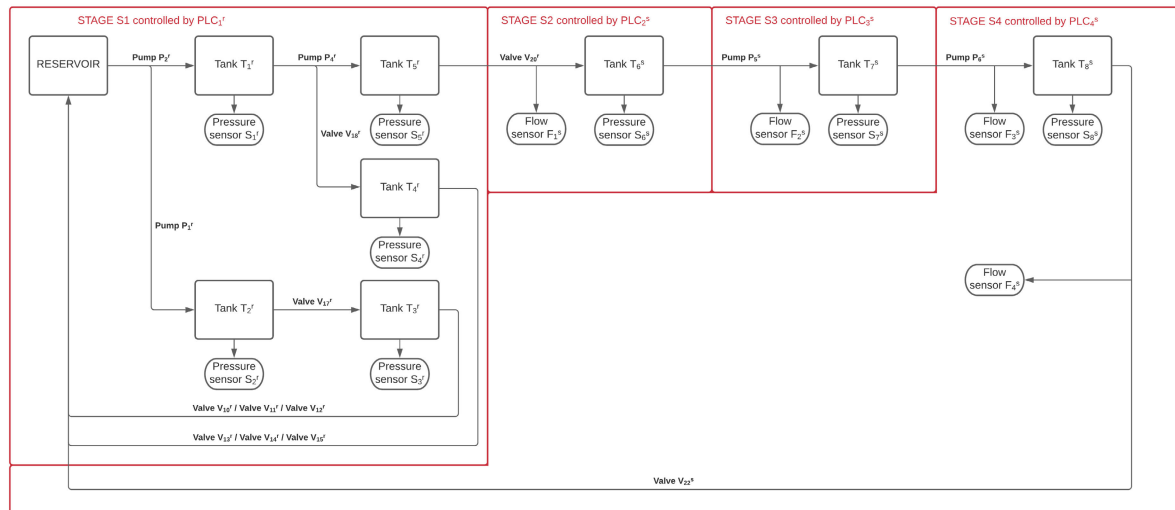 STAGE S1 controlled by PLC₁ʳ
STAGE S2 controlled by PLC₂ˢ
STAGE S3 controlled by PLC₃ˢ
STAGE S4 controlled by PLC₄ˢ
RESERVOIR
Pump P₂ʳ
Tank T₁ʳ
Pump P₄ʳ
Tank T₅ʳ
Valve V₂₀ʳ
Tank T₆ˢ
Pump P₅ˢ
Tank T₇ˢ
Pump P₆ˢ
Tank T₈ˢ
Pressure
sensor S₁ʳ
Valve V₁₈ʳ
Pressure
sensor S₅ʳ
Flow
sensor F₁ˢ
Pressure
sensor S₆ˢ
Flow
sensor F₂ˢ
Pressure
sensor S₇ˢ
Flow
sensor F₃ˢ
Pressure
sensor S₈ˢ
Tank T₄ʳ
Pump P₁ʳ
Pressure
sensor S₄ʳ
Flow
sensor F₄ˢ
Tank T₂ʳ
Valve V₁₇ʳ
Tank T₃ʳ
Pressure
sensor S₂ʳ
Pressure
sensor S₃ʳ
Valve V₁₀ʳ / Valve V₁₁ʳ / Valve V₁₂ʳ
Valve V₁₃ʳ / Valve V₁₄ʳ / Valve V₁₅ʳ
Valve V₂₂ˢ